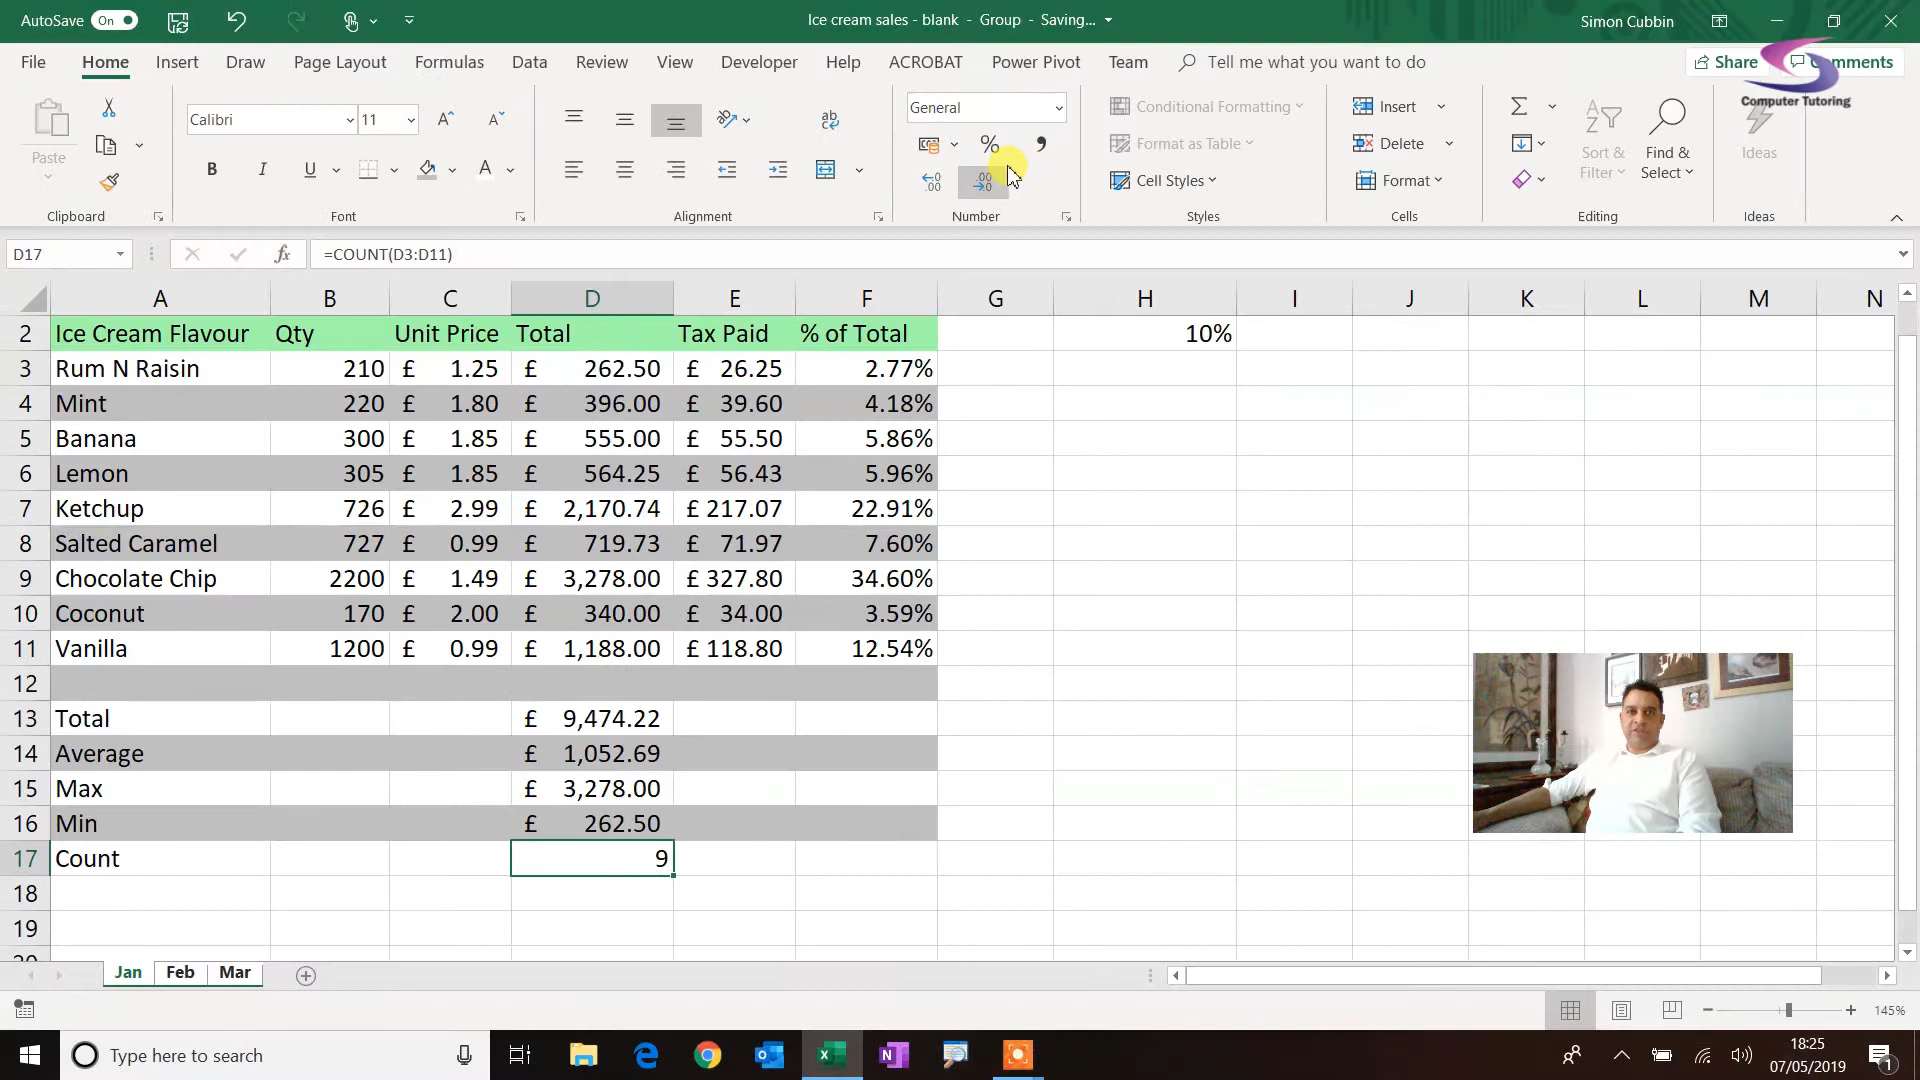 AutoSave On
Ice cream sales - blank - Group - Saving...
Simon Cubbin
File Home Insert Draw Page Layout Formulas Data Review View Developer Help ACROBAT Power Pivot Team Tell me what you want to do Share Comments
Computer Tutoring
Paste
Calibri 11
B I U A
ab
General
% ,
Conditional Formatting
Format as Table
Cell Styles
Insert
Delete
Format
Sort & Filter
Find & Select
Ideas
Clipboard Font Alignment Number Styles Cells Editing Ideas
D17 fx =COUNT(D3:D11)
A B C D E F G H I J K L M N
2 Ice Cream Flavour Qty Unit Price Total Tax Paid % of Total 10%
3 Rum N Raisin 210 £ 1.25 £ 262.50 £ 26.25 2.77%
4 Mint 220 £ 1.80 £ 396.00 £ 39.60 4.18%
5 Banana 300 £ 1.85 £ 555.00 £ 55.50 5.86%
6 Lemon 305 £ 1.85 £ 564.25 £ 56.43 5.96%
7 Ketchup 726 £ 2.99 £ 2,170.74 £ 217.07 22.91%
8 Salted Caramel 727 £ 0.99 £ 719.73 £ 71.97 7.60%
9 Chocolate Chip 2200 £ 1.49 £ 3,278.00 £ 327.80 34.60%
10 Coconut 170 £ 2.00 £ 340.00 £ 34.00 3.59%
11 Vanilla 1200 £ 0.99 £ 1,188.00 £ 118.80 12.54%
12
13 Total £ 9,474.22
14 Average £ 1,052.69
15 Max £ 3,278.00
16 Min £ 262.50
17 Count 9
18
19
Jan Feb Mar
145%
Type here to search
18:25
07/05/2019
1